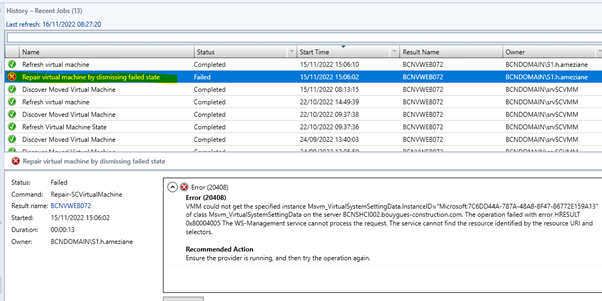 History – Recent Jobs (13)
Last refresh: 16/11/2022 08:27:20
Name Status Start Time Result Name Owner
Refresh virtual machine Completed 15/11/2022 15:06:10 BCNVWEB072 BCNDOMAIN\S1.h.ameziane
Repair virtual machine by dismissing failed state Failed 15/11/2022 15:06:02 BCNVWEB072 BCNDOMAIN\S1.h.ameziane
Discover Moved Virtual Machine Completed 15/11/2022 08:13:15 BCNVWEB072 BCNDOMAIN\srvSCVMM
Refresh virtual machine Completed 22/10/2022 14:49:39 BCNVWEB072 BCNDOMAIN\srvSCVMM
Discover Moved Virtual Machine Completed 22/10/2022 09:37:38 BCNVWEB072 BCNDOMAIN\srvSCVMM
Refresh Virtual Machine State Completed 22/10/2022 09:37:36 BCNVWEB072 BCNDOMAIN\srvSCVMM
Discover Moved Virtual Machine Completed 24/09/2022 13:40:03 BCNVWEB072 BCNDOMAIN\srvSCVMM
Repair virtual machine by dismissing failed state
Status: Failed
Command: Repair-SCVirtualMachine
Result name: BCNVWEB072
Started: 15/11/2022 15:06:02
Duration: 00:00:13
Owner: BCNDOMAIN\S1.h.ameziane
Error (20408)
Error (20408)
VMM could not get the specified instance Msvm_VirtualSystemSettingData.InstanceID="Microsoft:7C6DD44A-787A-48A8-8F47-86772E159A13"
of class Msvm_VirtualSystemSettingData on the server BCNSHCI002.bouygues-construction.com. The operation failed with error HRESULT
0x80004005 The WS-Management service cannot process the request. The service cannot find the resource identified by the resource URI and
selectors.
Recommended Action
Ensure the provider is running, and then try the operation again.